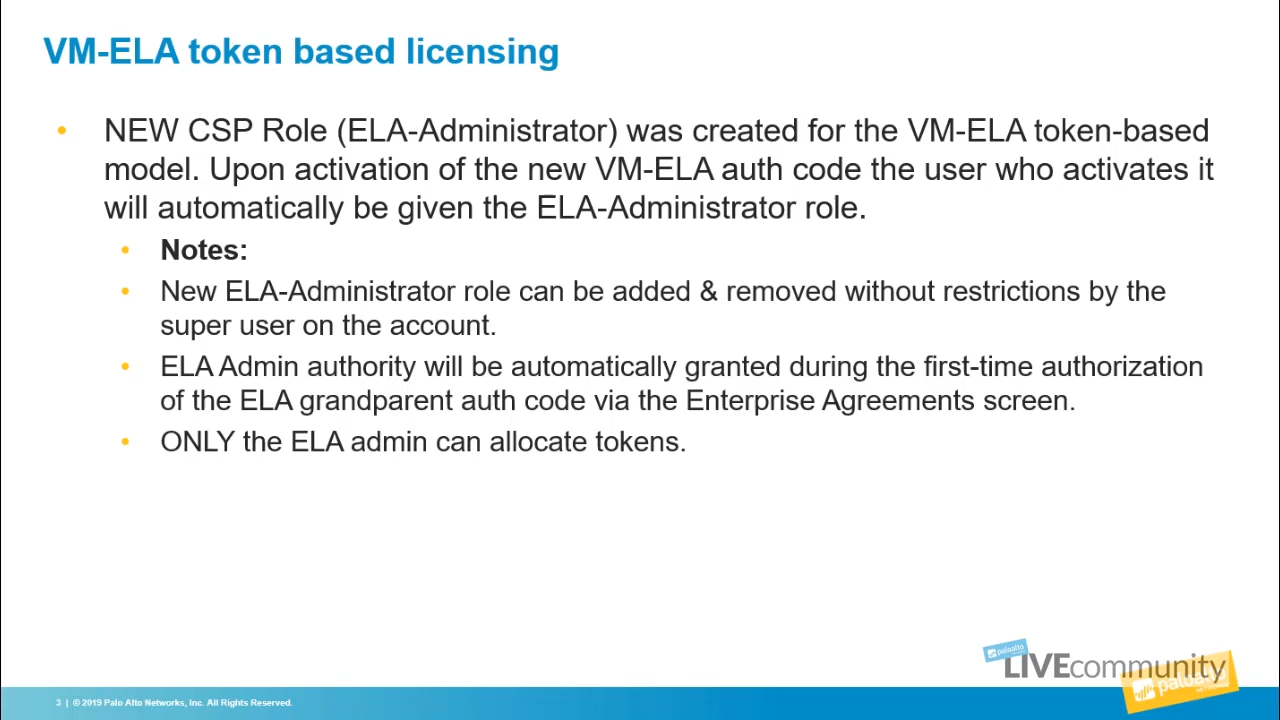 VM-ELA token based licensing
• NEW CSP Role (ELA-Administrator) was created for the VM-ELA token-based
model. Upon activation of the new VM-ELA auth code the user who activates it
will automatically be given the ELA-Administrator role.
• Notes:
• New ELA-Administrator role can be added & removed without restrictions by the
super user on the account.
• ELA Admin authority will be automatically granted during the first-time authorization
of the ELA grandparent auth code via the Enterprise Agreements screen.
• ONLY the ELA admin can allocate tokens.
paloalto
LIVEcommunity
paloalto
3 | © 2019 Palo Alto Networks, Inc. All Rights Reserved.